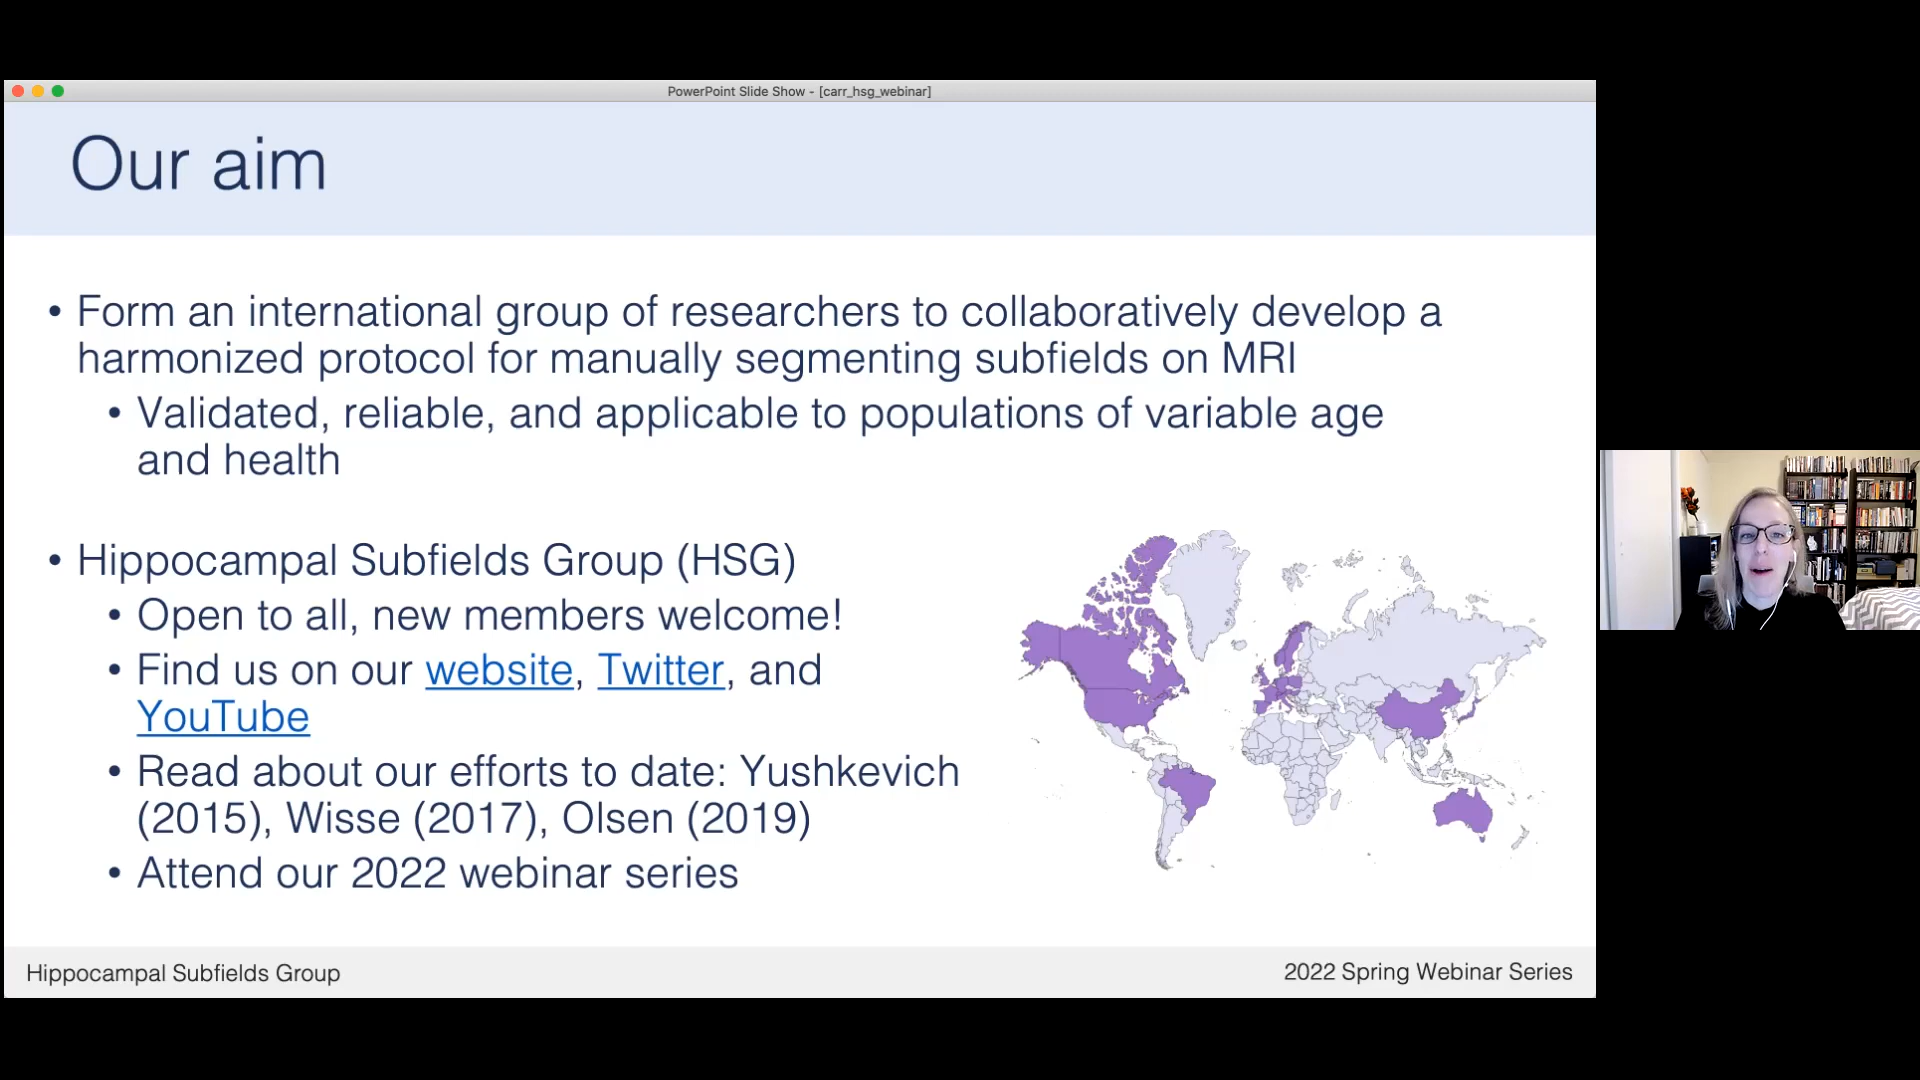 PowerPoint Slide Show - [carr_hsg_webinar]
Our aim
• Form an international group of researchers to collaboratively develop a
harmonized protocol for manually segmenting subfields on MRI
• Validated, reliable, and applicable to populations of variable age
and health
• Hippocampal Subfields Group (HSG)
• Open to all, new members welcome!
• Find us on our website, Twitter, and
YouTube
• Read about our efforts to date: Yushkevich
(2015), Wisse (2017), Olsen (2019)
• Attend our 2022 webinar series
Hippocampal Subfields Group
2022 Spring Webinar Series